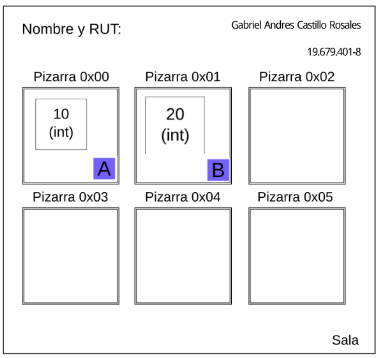 Nombre y RUT: Gabriel Andres Castillo Rosales
19.679.401-8
Pizarra 0x00 Pizarra 0x01 Pizarra 0x02
10 20
(int) (int)
A B
Pizarra 0x03 Pizarra 0x04 Pizarra 0x05
Sala